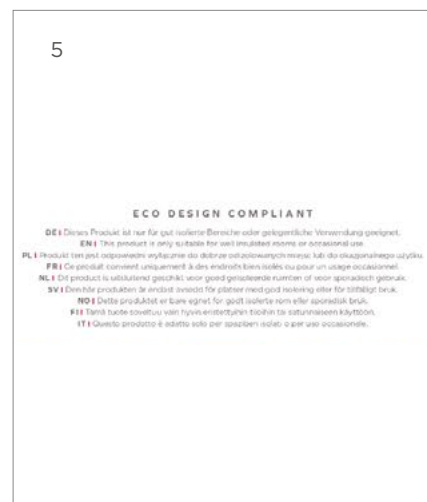 5
ECO DESIGN COMPLIANT
DE | Dieses Produkt ist nur für gut isolierte Bereiche oder gelegentliche Verwendung geeignet.
EN | This product is only suitable for well insulated rooms or occasional use.
PL | Produkt ten jest odpowiedni wyłącznie do dobrze odizolowanych miejsc lub do okazjonalnego użytku.
FR | Ce produit convient uniquement à des endroits bien isolés ou pour un usage occasionnel.
NL | Dit product is uitsluitend geschikt voor goed geïsoleerde ruimten of voor sporadisch gebruik.
SV | Den här produkten är endast avsedd för platser med god isolering eller för tillfälligt bruk.
NO | Dette produktet er bare egnet for godt isolerte rom eller sporadisk bruk.
FI | Tämä tuote soveltuu vain hyvin eristettyihin tiloihin tai satunnaiseen käyttöön.
IT | Questo prodotto è adatto solo per spazi ben isolati o per uso occasionale.